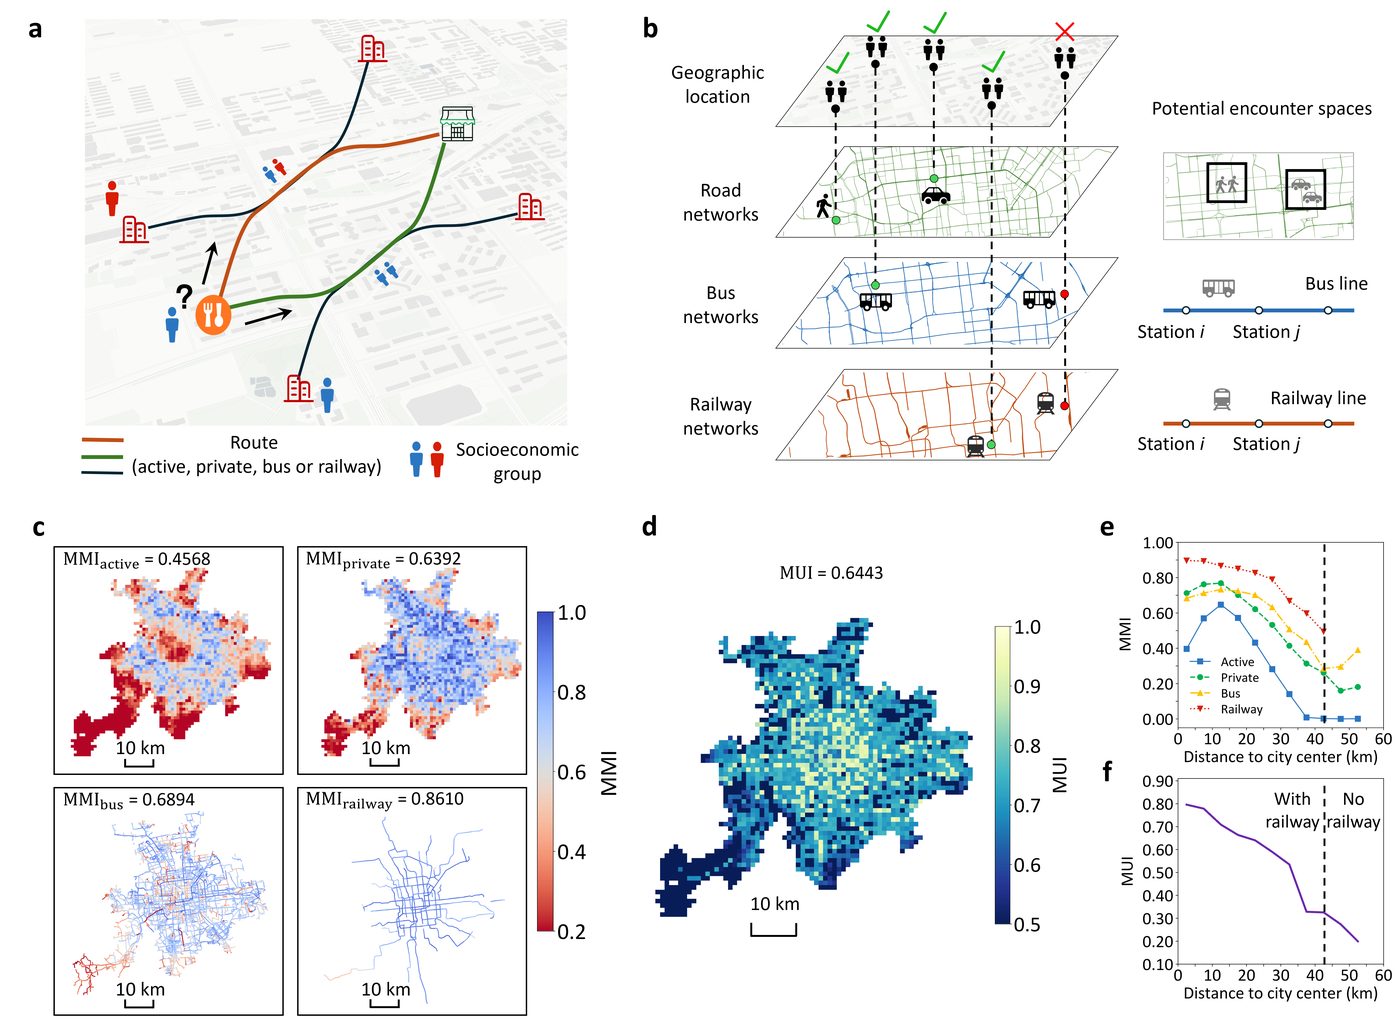 a
?
Route
(active, private, bus or railway)
Socioeconomic
group
b
Geographic
location
Road
networks
Bus
networks
Railway
networks
Potential encounter spaces
Bus line
Station i
Station j
Railway line
Station i
Station j
c
MMIactive = 0.4568
10 km
MMIprivate = 0.6392
10 km
MMIbus = 0.6894
10 km
MMIrailway = 0.8610
10 km
1.0
0.8
0.6
0.4
0.2
MMI
d
MUI = 0.6443
10 km
1.0
0.9
0.8
0.7
0.6
0.5
MUI
e
1.00
0.80
0.60
0.40
0.20
0.00
MMI
Active
Private
Bus
Railway
0 10 20 30 40 50 60
Distance to city center (km)
f
0.90
0.80
0.70
0.60
0.50
0.40
0.30
0.20
0.10
MUI
With
railway
No
railway
0 10 20 30 40 50 60
Distance to city center (km)